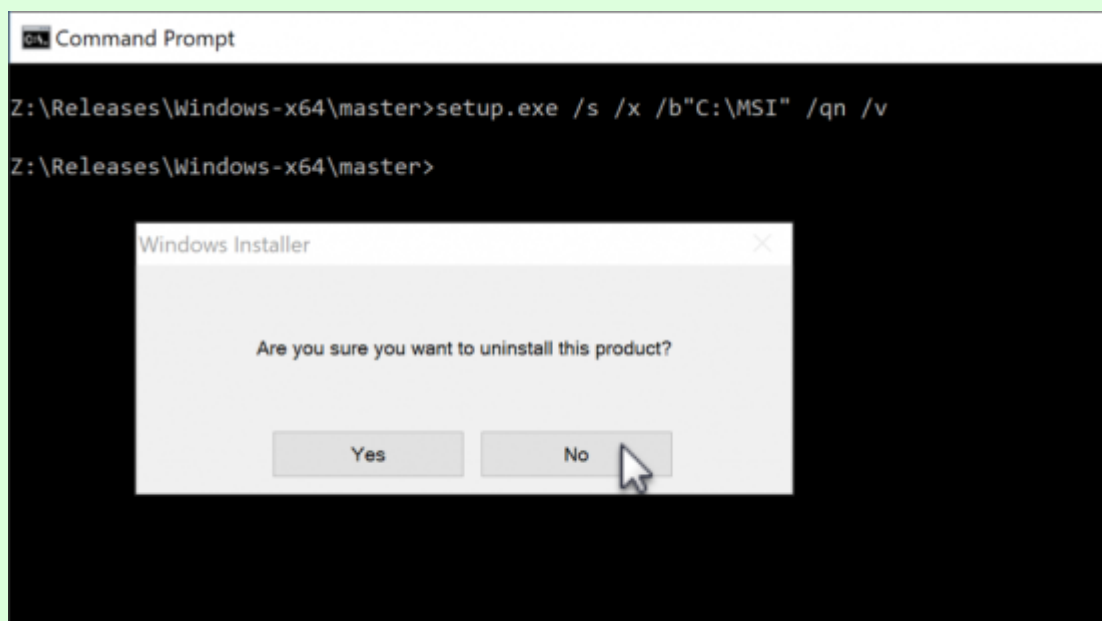 Command Prompt
Z:\Releases\Windows-x64\master>setup.exe /s /x /b"C:\MSI" /qn /v
Z:\Releases\Windows-x64\master>
Windows Installer
Are you sure you want to uninstall this product?
Yes No